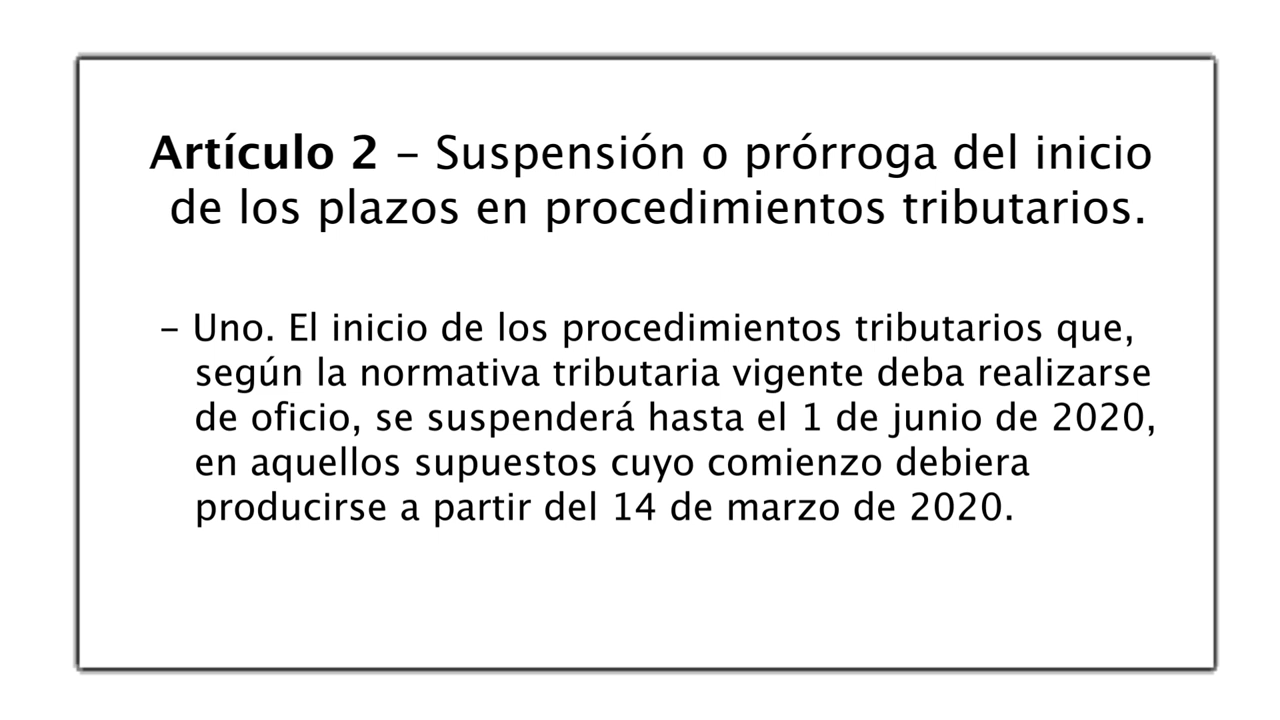 Artículo 2 – Suspensión o prórroga del inicio
de los plazos en procedimientos tributarios.
– Uno. El inicio de los procedimientos tributarios que,
según la normativa tributaria vigente deba realizarse
de oficio, se suspenderá hasta el 1 de junio de 2020,
en aquellos supuestos cuyo comienzo debiera
producirse a partir del 14 de marzo de 2020.